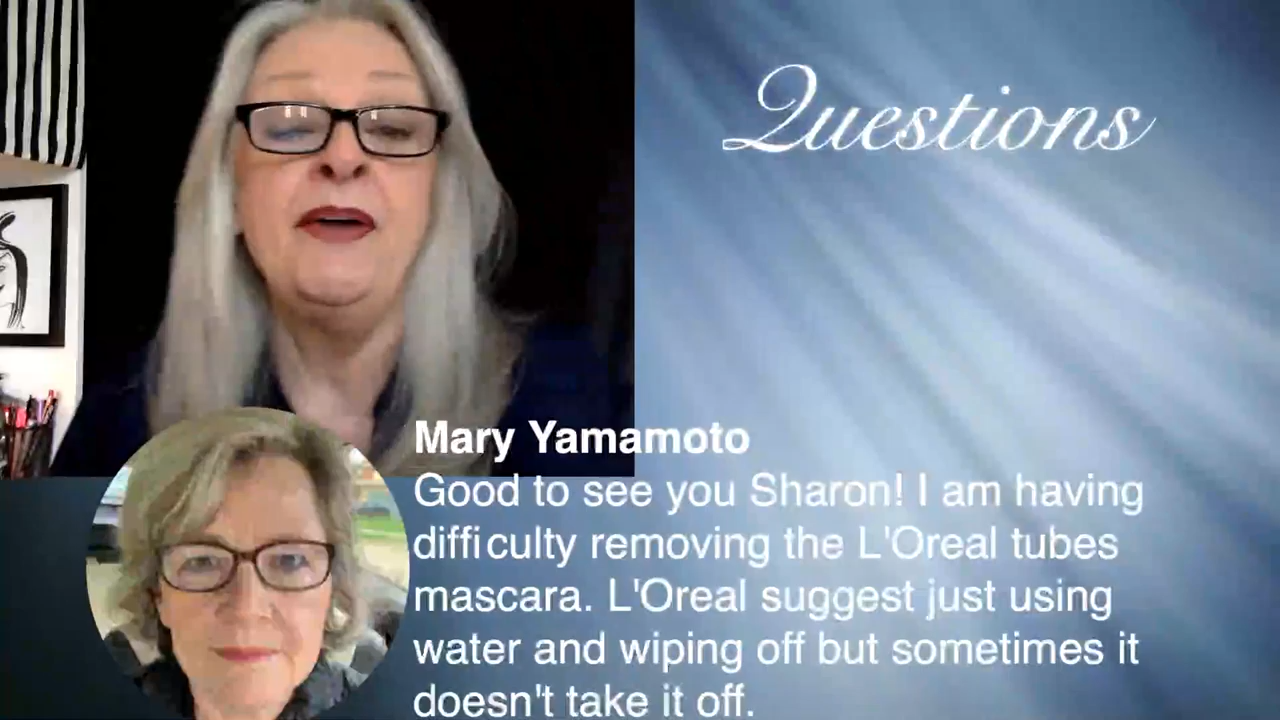 Questions
Mary Yamamoto
Good to see you Sharon! I am having
difficulty removing the L'Oreal tubes
mascara. L'Oreal suggest just using
water and wiping off but sometimes it
doesn't take it off.